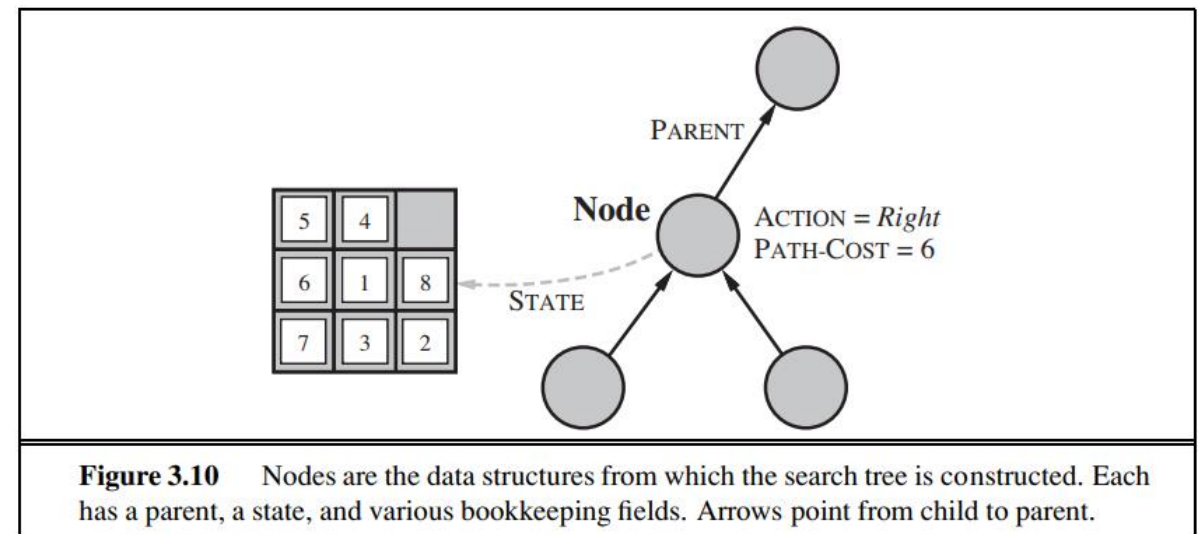 PARENT
Node
ACTION = Right
PATH-COST = 6
5 4
6 1 8
7 3 2
STATE
Figure 3.10 Nodes are the data structures from which the search tree is constructed. Each
has a parent, a state, and various bookkeeping fields. Arrows point from child to parent.